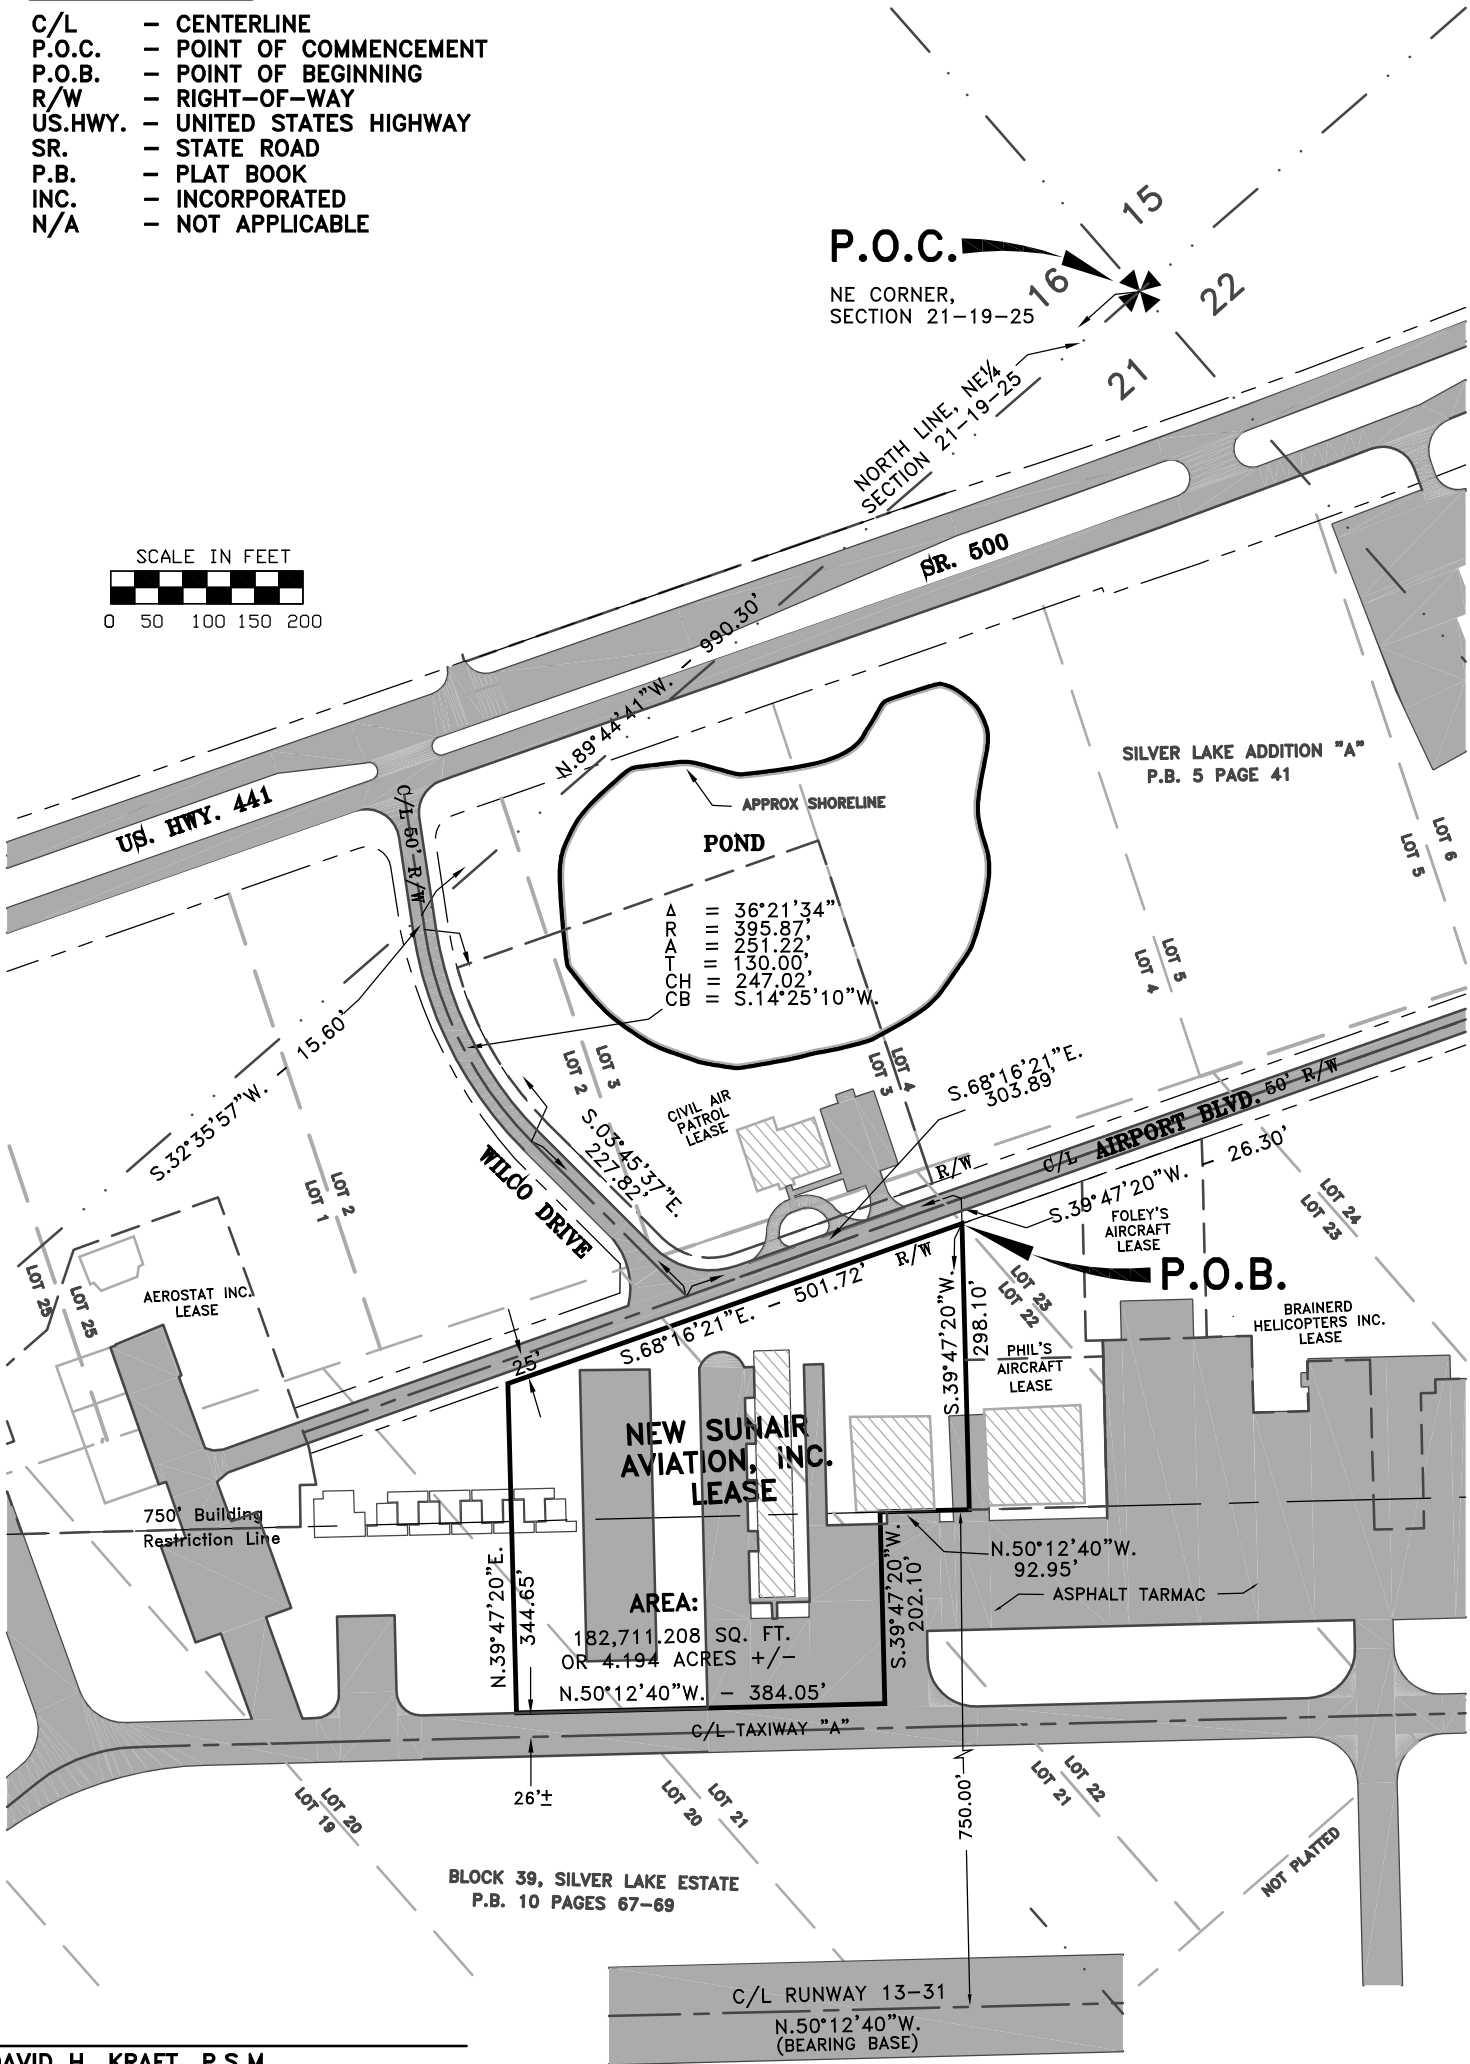 C/L – CENTERLINE
P.O.C. – POINT OF COMMENCEMENT
P.O.B. – POINT OF BEGINNING
R/W – RIGHT–OF–WAY
US.HWY. – UNITED STATES HIGHWAY
SR. – STATE ROAD
P.B. – PLAT BOOK
INC. – INCORPORATED
N/A – NOT APPLICABLE
15
16
22
21
P.O.C.
NE CORNER,
SECTION 21–19–25
NORTH LINE, NE¼
SECTION 21–19–25
SCALE IN FEET
0 50 100 150 200
SR. 500
N.89°44'41"W. – 990.30'
US. HWY. 441
C/L 50' R/W
SILVER LAKE ADDITION "A"
P.B. 5 PAGE 41
APPROX SHORELINE
POND
Δ = 36°21'34"
R = 395.87'
A = 251.22'
T = 130.00'
CH = 247.02'
CB = S.14°25'10"W.
LOT 6
LOT 5
LOT 5
LOT 4
LOT 4
LOT 3
LOT 3
LOT 2
LOT 2
LOT 1
S.32°35'57"W. – 15.60'
S.03°45'37"E.
227.82'
WILCO DRIVE
CIVIL AIR
PATROL
LEASE
S.68°16'21"E.
303.89'
R/W
C/L AIRPORT BLVD. 50' R/W
S.39°47'20"W. – 26.30'
FOLEY'S
AIRCRAFT
LEASE
LOT 24
LOT 23
P.O.B.
LOT 23
LOT 22
LOT 25
LOT 25
AEROSTAT INC.
LEASE
R/W
S.68°16'21"E. – 501.72'
25'
S.39°47'20"W.
298.10'
PHIL'S
AIRCRAFT
LEASE
BRAINERD
HELICOPTERS INC.
LEASE
NEW SUNAIR
AVIATION, INC.
LEASE
750' Building
Restriction Line
N.39°47'20"E.
344.65'
S.39°47'20"W.
202.10'
N.50°12'40"W.
92.95'
ASPHALT TARMAC
AREA:
182,711.208 SQ. FT.
OR 4.194 ACRES +/–
N.50°12'40"W. – 384.05'
C/L TAXIWAY "A"
26'±
750.00'
LOT 20
LOT 19
LOT 21
LOT 20
LOT 22
LOT 21
NOT PLATTED
BLOCK 39, SILVER LAKE ESTATE
P.B. 10 PAGES 67–69
C/L RUNWAY 13–31
N.50°12'40"W.
(BEARING BASE)
DAVID H. KRAFT, P.S.M.